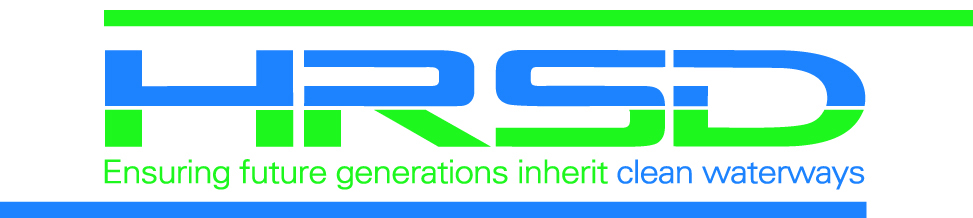 HRSD
Ensuring future generations inherit clean waterways